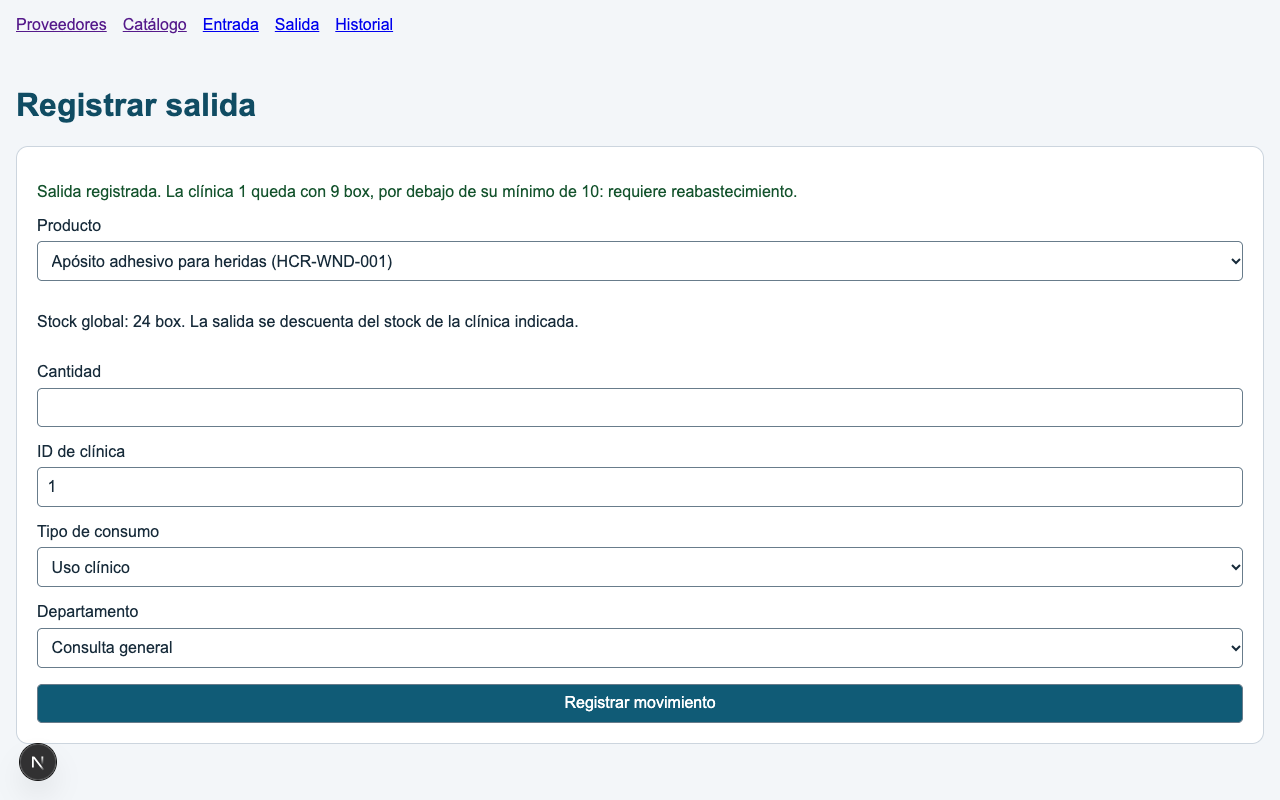 Proveedores Catálogo Entrada Salida Historial
Registrar salida
Salida registrada. La clínica 1 queda con 9 box, por debajo de su mínimo de 10: requiere reabastecimiento.
Producto
Apósito adhesivo para heridas (HCR-WND-001)
Stock global: 24 box. La salida se descuenta del stock de la clínica indicada.
Cantidad
ID de clínica
1
Tipo de consumo
Uso clínico
Departamento
Consulta general
Registrar movimiento
N